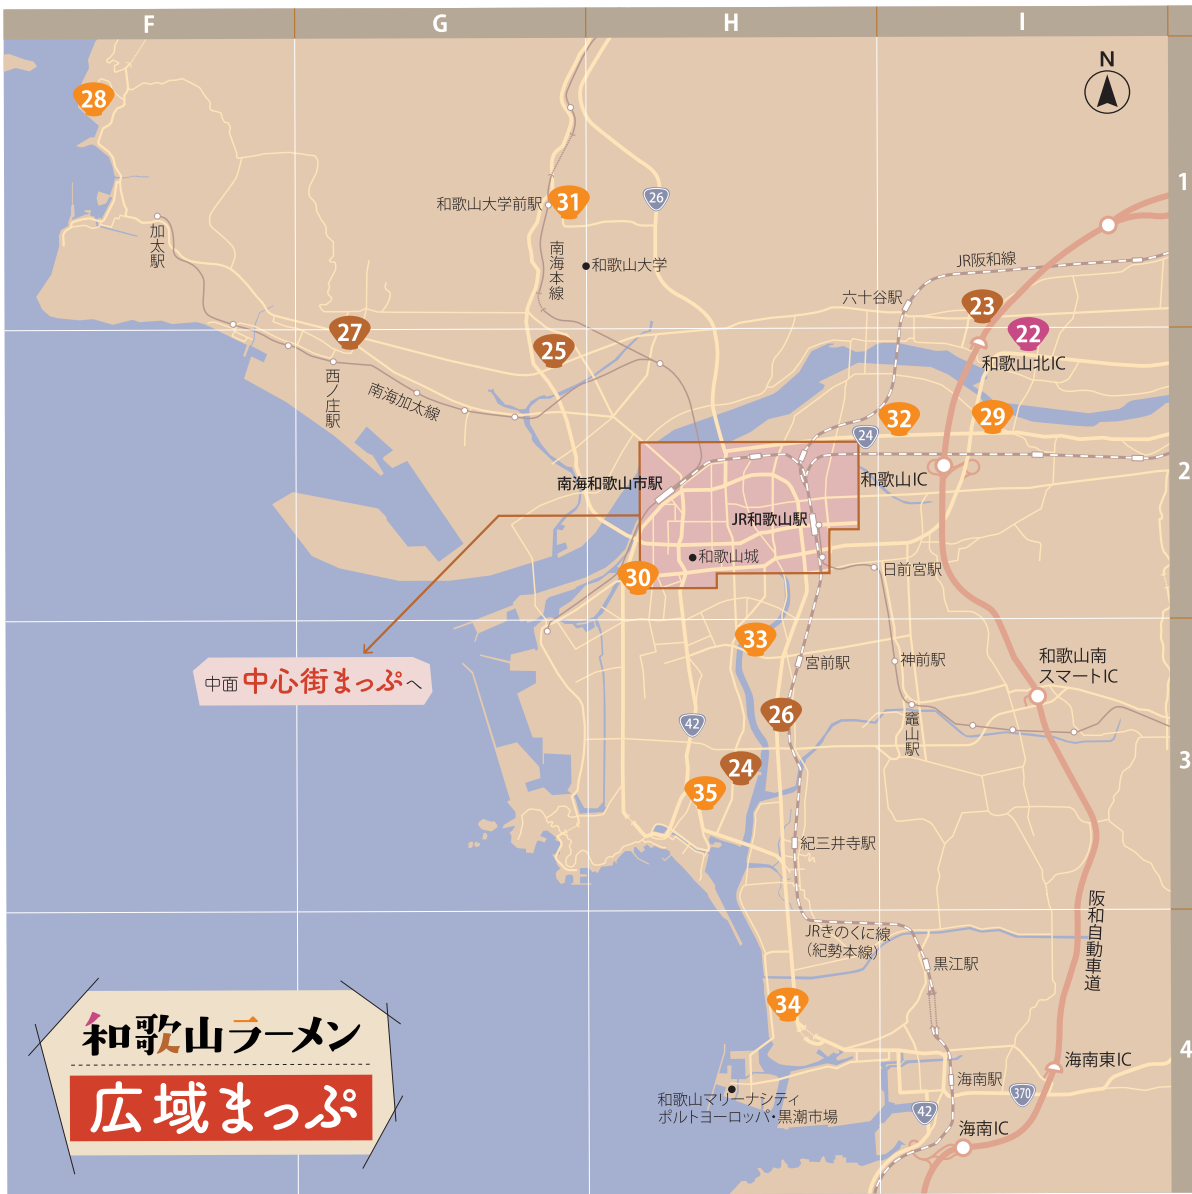 F
G
H
I
N
28
和歌山大学前駅
31
26
1
加太駅
南海本線
和歌山大学
JR阪和線
六十谷駅
23
27
25
22
和歌山北IC
西ノ庄駅
南海加太線
32
29
24
2
南海和歌山市駅
和歌山IC
JR和歌山駅
和歌山城
30
日前宮駅
33
宮前駅
神前駅
和歌山南
スマートIC
中面 中心街まっぷへ
26
42
竈山駅
24
35
3
紀三井寺駅
阪和自動車道
JRきのくに線
(紀勢本線)
黒江駅
34
和歌山ラーメン
広域まっぷ
4
海南東IC
海南駅
370
和歌山マリーナシティ
ポルトヨーロッパ・黒潮市場
42
海南IC